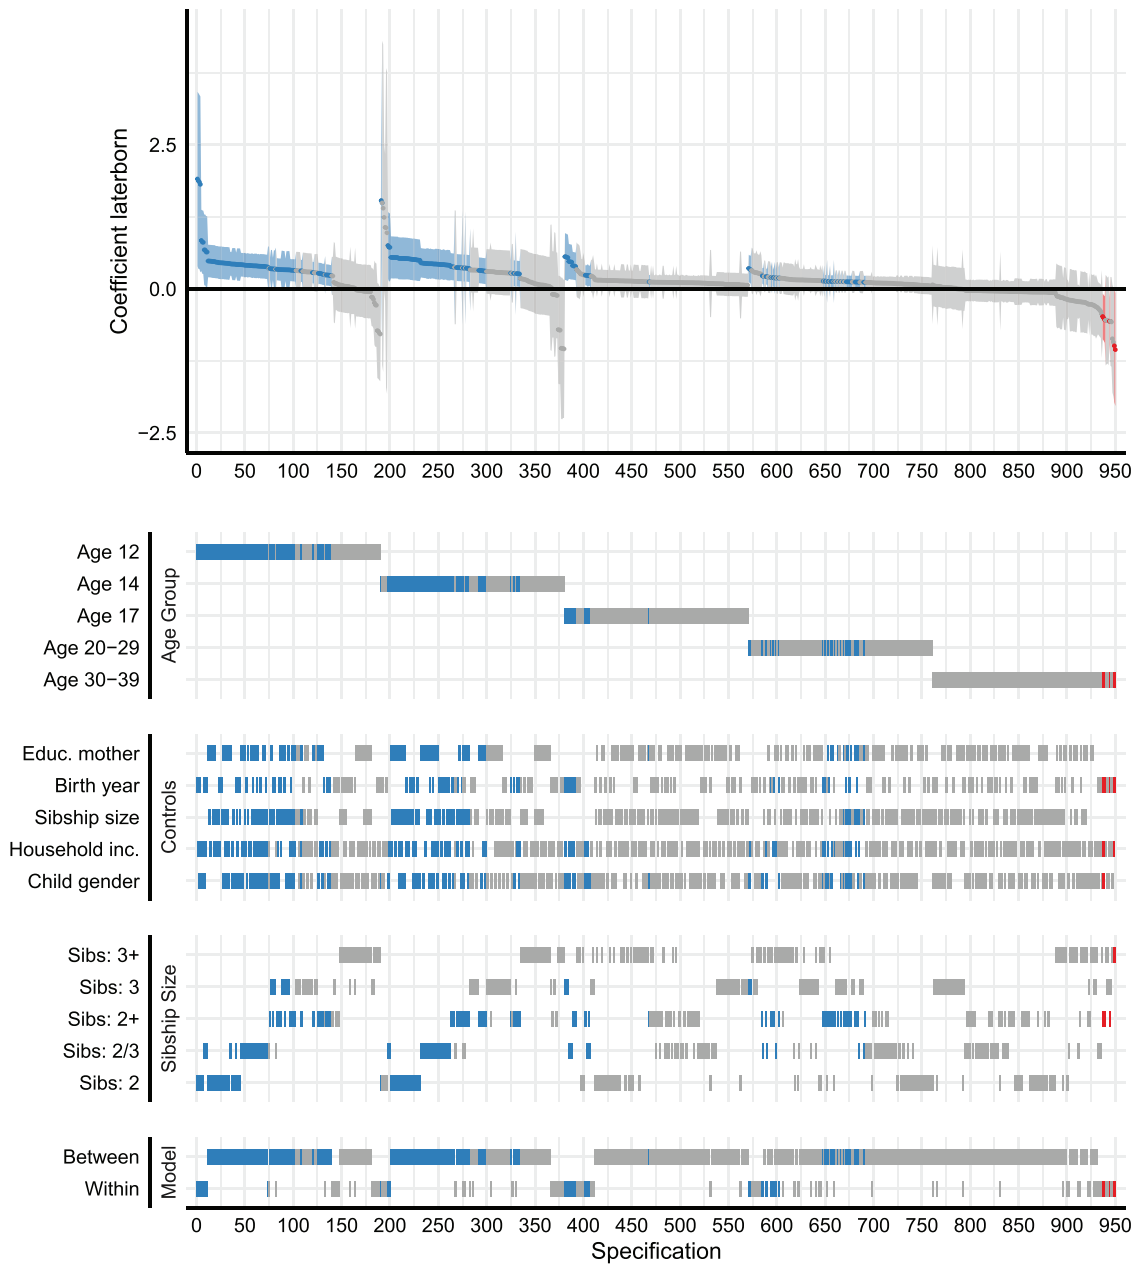 Coefficient laterborn
2.5
0.0
−2.5
0 50 100 150 200 250 300 350 400 450 500 550 600 650 700 750 800 850 900 950
Age Group
Age 12
Age 14
Age 17
Age 20−29
Age 30−39
Controls
Educ. mother
Birth year
Sibship size
Household inc.
Child gender
Sibship Size
Sibs: 3+
Sibs: 3
Sibs: 2+
Sibs: 2/3
Sibs: 2
Model
Between
Within
0 50 100 150 200 250 300 350 400 450 500 550 600 650 700 750 800 850 900 950
Specification